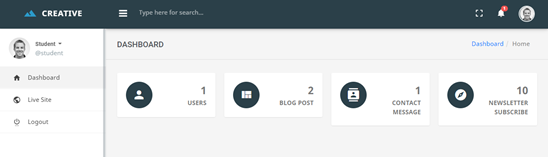 CREATIVE
Type here for search...
Student
@student
Dashboard
Live Site
Logout
DASHBOARD
Dashboard / Home
1
USERS
2
BLOG POST
1
CONTACT
MESSAGE
10
NEWSLETTER
SUBSCRIBE